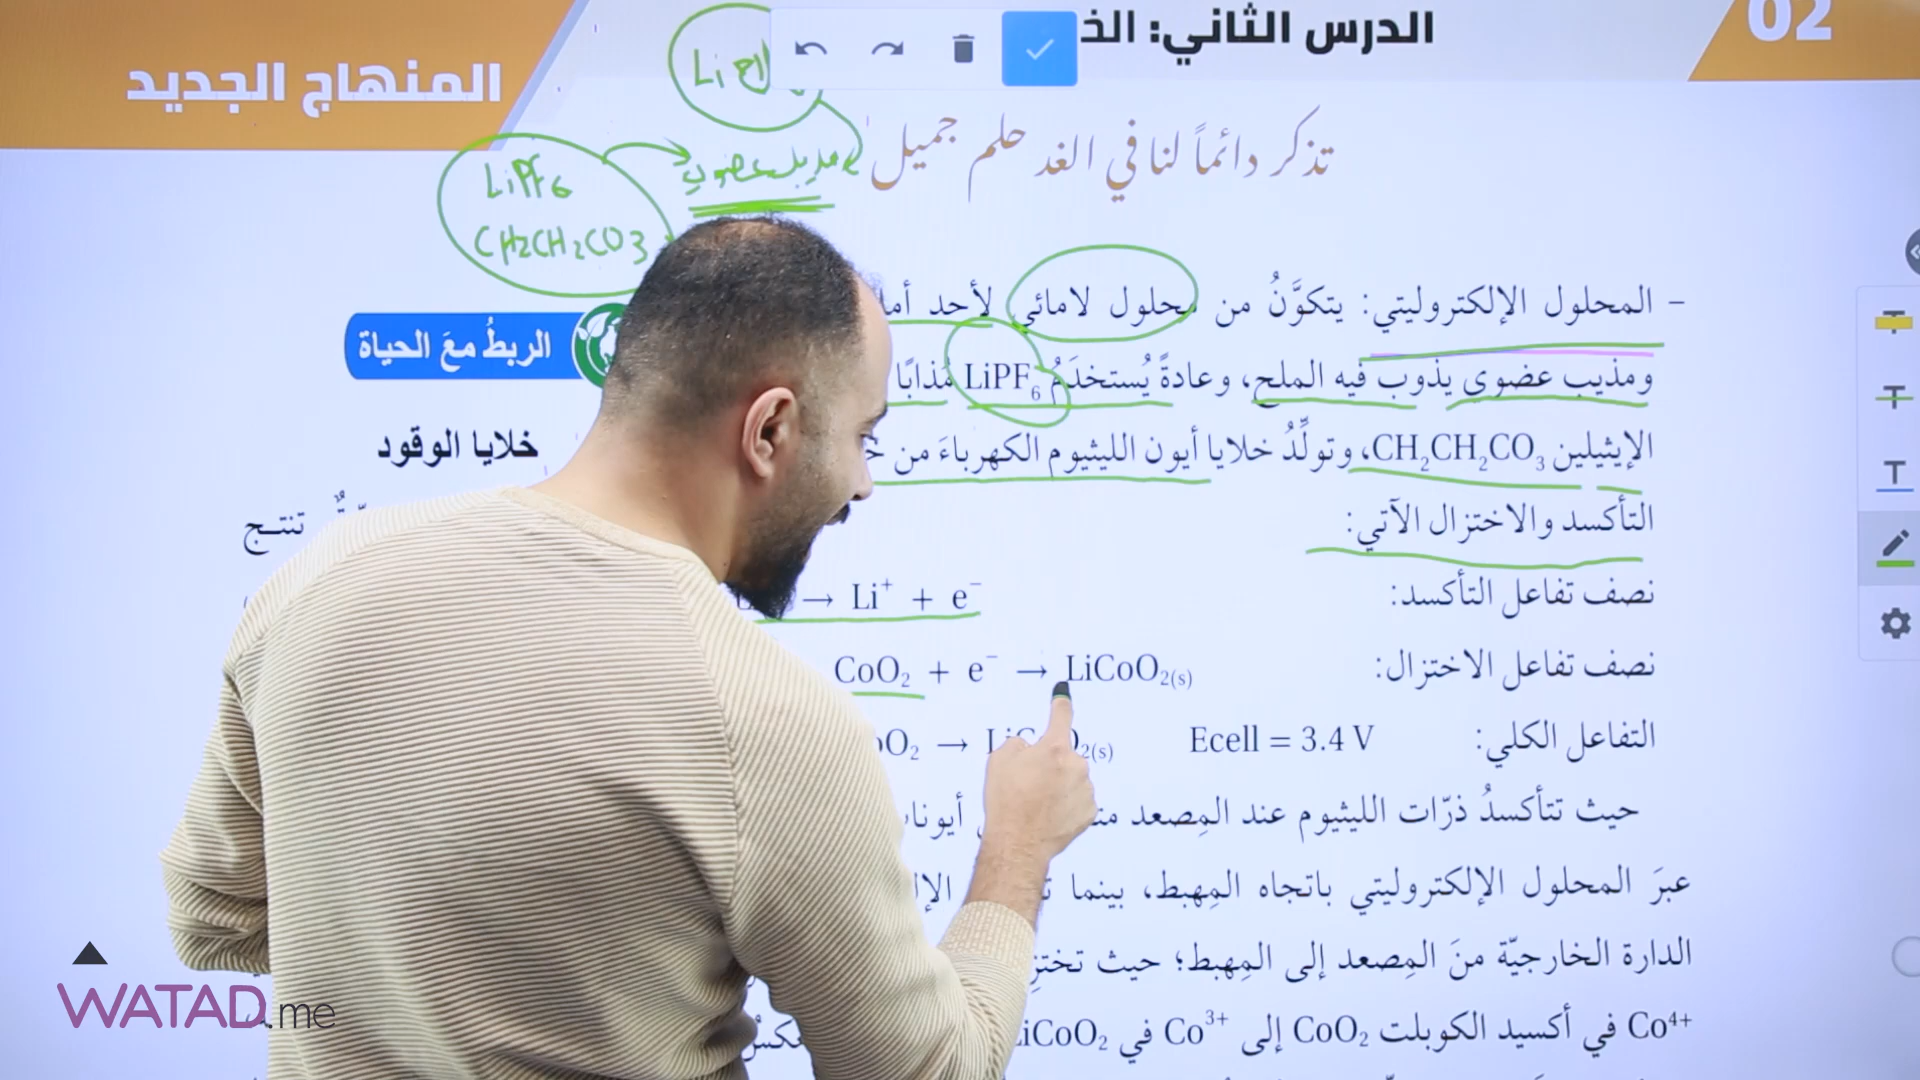 02
الدرس الثاني:
المنهاج الجديد
تذكر دائماً لنا في الغد حلم جميل
LiPF6
CH2CH2CO3
مذيب عضوي
– المحلول الإلكتروليتي: يتكوَّنُ من محلول لامائي لأحد
ومذيب عضوي يذوب فيه الملح، وعادةً يُستخدَمُ LiPF₆ مُذابًا
الإيثيلين CH₂CH₂CO₃، وتولِّدُ خلايا أيون الليثيوم الكهرباءَ من
التأكسد والاختزال الآتي:
نصف تفاعل التأكسد: → Li⁺ + e⁻
نصف تفاعل الاختزال: CoO₂ + e⁻ → LiCoO₂₍ₛ₎
التفاعل الكلي: → Ecell = 3.4 V
حيث تتأكسدُ ذرّات الليثيوم عند المِصعد
عبرَ المحلول الإلكتروليتي باتجاه المِهبط، بينما
الدارة الخارجيّة منَ المِصعد إلى المِهبط؛ حيث
Co⁴⁺ في أكسيد الكوبلت CoO₂ إلى Co³⁺ في LiCoO₂
الربطُ معَ الحياة
خلايا الوقود
تنتج
WATAD.me